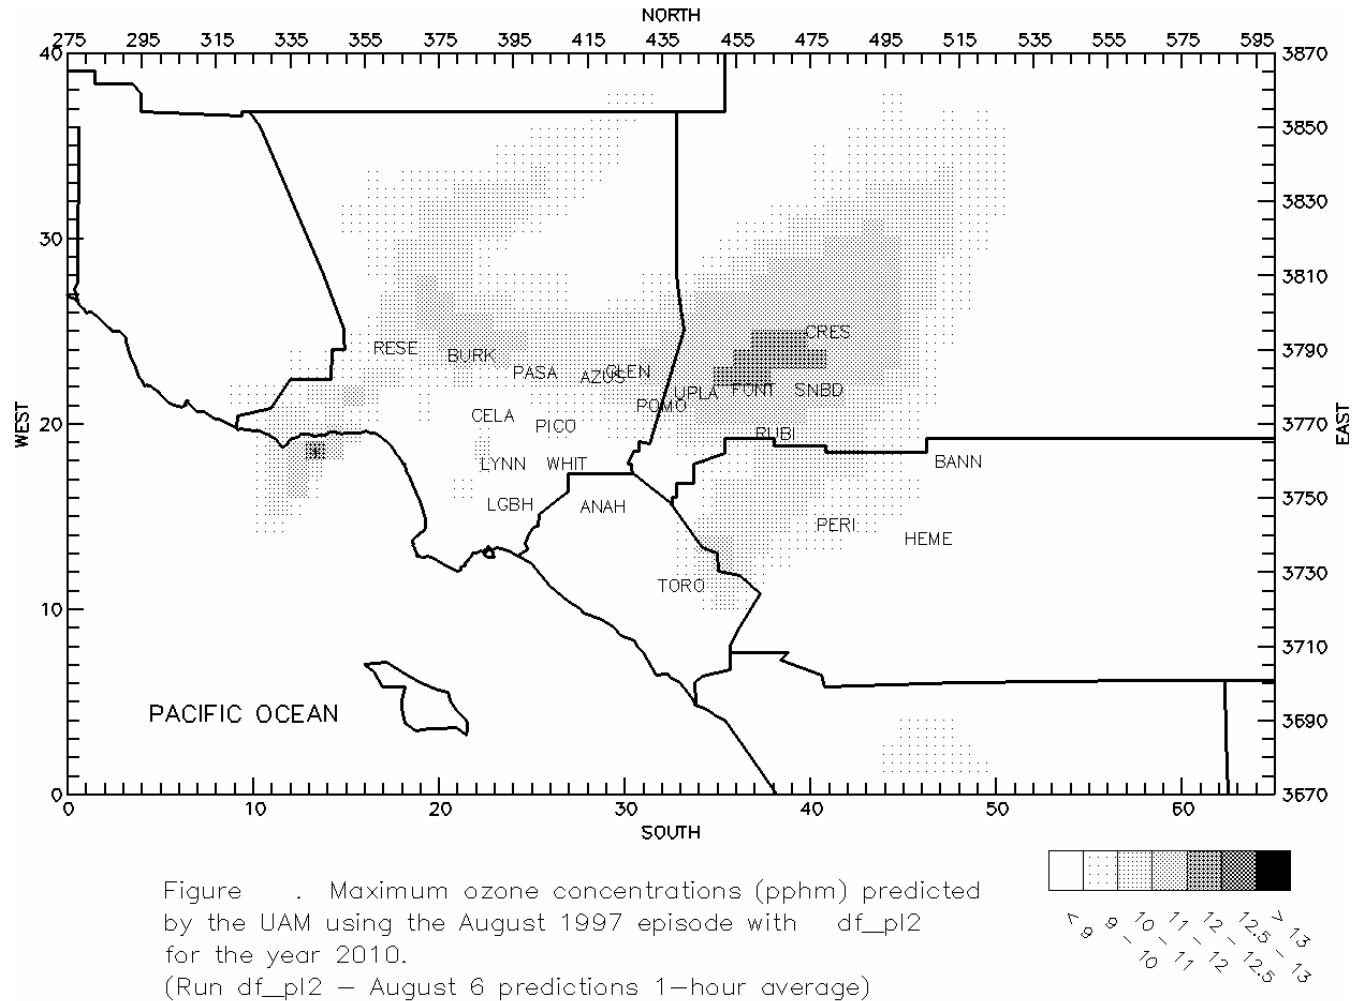 NORTH
275 295 315 335 355 375 395 415 435 455 475 495 515 535 555 575 595
40 3870
3850
3830
30
3810
CRES
RESE BURK 3790
PASA AZUS GLEN
UPLA FONT SNBD
POMO
CELA
20 PICO 3770
WEST EAST
RUBI
LYNN WHIT BANN
LGBH ANAH 3750
PERI
HEME
TORO 3730
10
3710
PACIFIC OCEAN 3690
0 3670
0 10 20 30 40 50 60
SOUTH
< 9 9 - 10 10 - 11 11 - 12 12 - 12.5 12.5 - 13 > 13
Figure . Maximum ozone concentrations (pphm) predicted
by the UAM using the August 1997 episode with df_pl2
for the year 2010.
(Run df_pl2 - August 6 predictions 1-hour average)